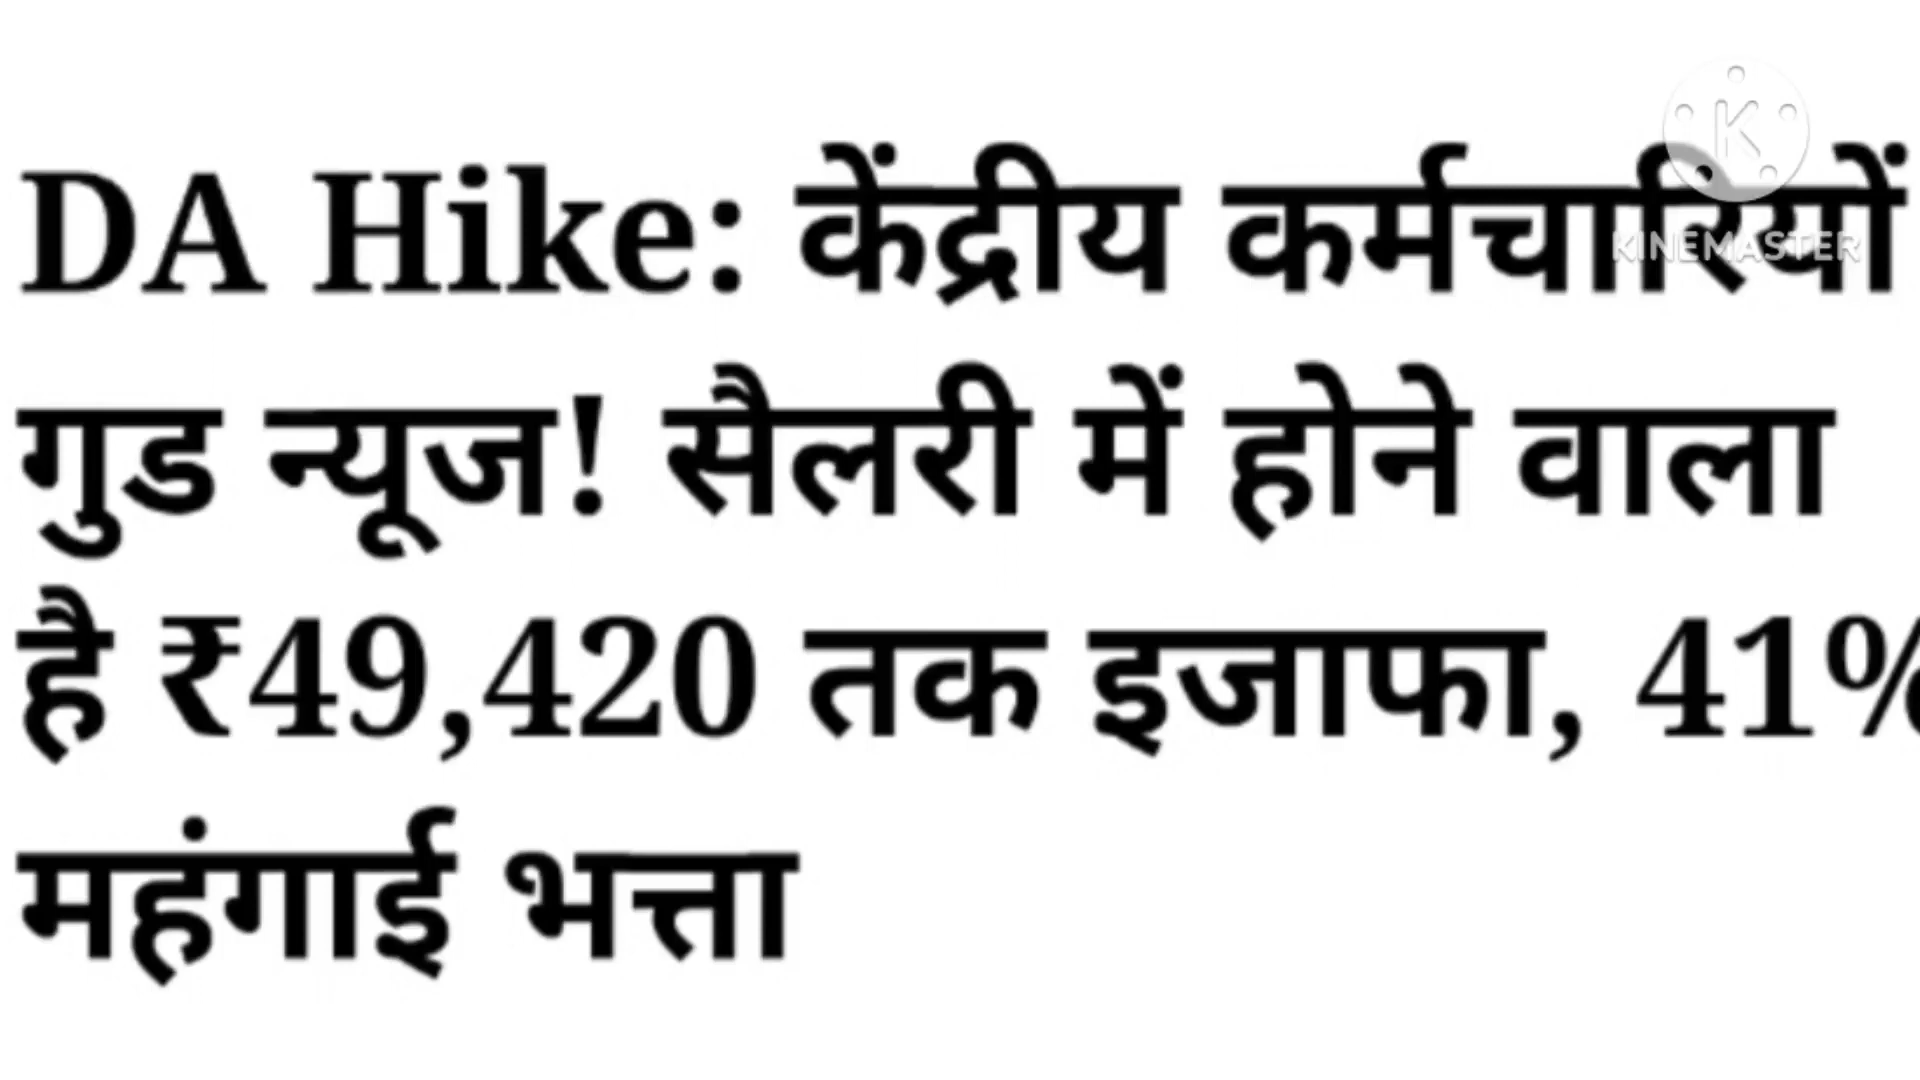 DA Hike: केंद्रीय कर्मचारियों
गुड न्यूज! सैलरी में होने वाला
है ₹49,420 तक इजाफा, 41%
महंगाई भत्ता
K
KINEMASTER